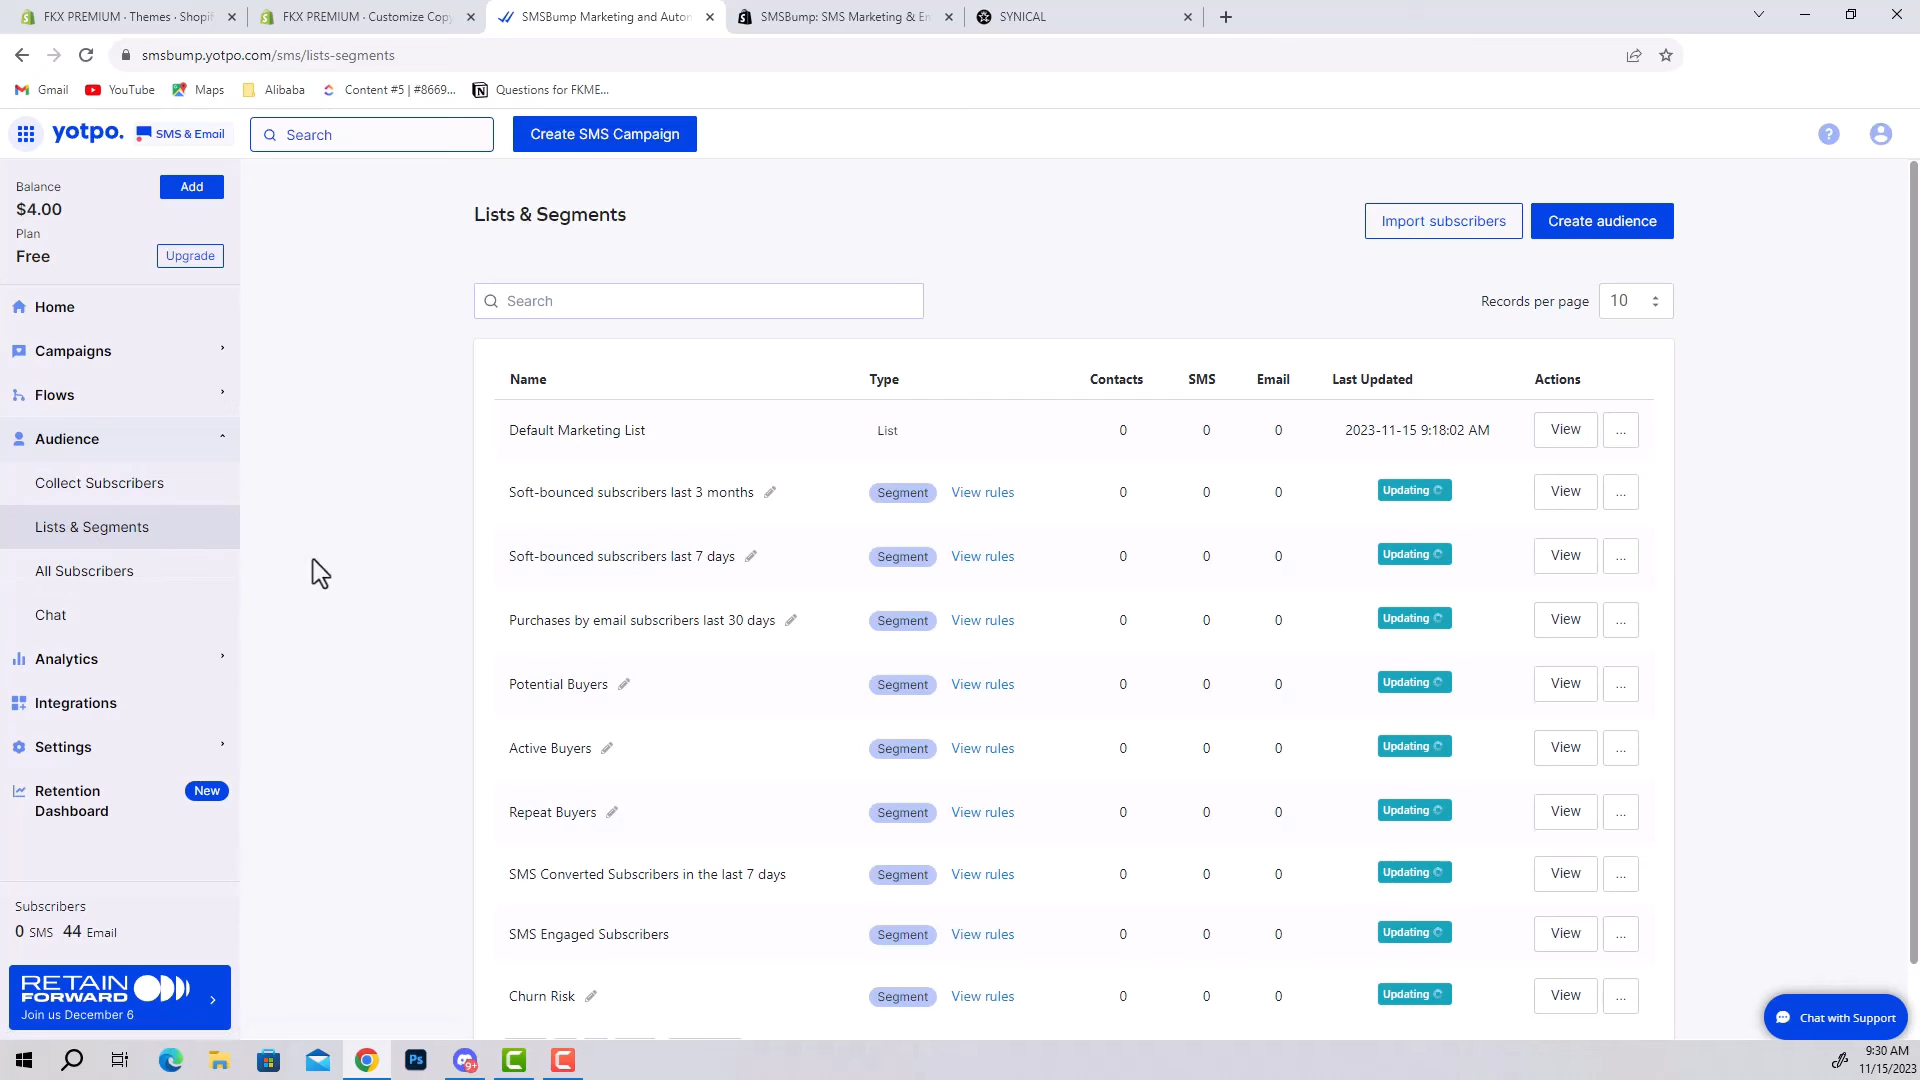 FKX PREMIUM · Themes · Shopif
FKX PREMIUM · Customize Cop
SMSBump Marketing and Auton
SMSBump: SMS Marketing & En
SYNICAL
smsbump.yotpo.com/sms/lists-segments
Gmail
YouTube
Maps
Alibaba
Content #5 | #8669...
Questions for FKME...
yotpo.
SMS & Email
Search
Create SMS Campaign
?
Balance
Add
$4.00
Plan
Free
Upgrade
Home
Campaigns
Flows
Audience
Collect Subscribers
Lists & Segments
All Subscribers
Chat
Analytics
Integrations
Settings
Retention
Dashboard
New
Subscribers
0 SMS 44 Email
RETAIN
FORWARD
Join us December 6
Lists & Segments
Import subscribers
Create audience
Search
Records per page
10
Name Type Contacts SMS Email Last Updated Actions
Default Marketing List List 0 0 0 2023-11-15 9:18:02 AM View ...
Soft-bounced subscribers last 3 months Segment View rules 0 0 0 Updating View ...
Soft-bounced subscribers last 7 days Segment View rules 0 0 0 Updating View ...
Purchases by email subscribers last 30 days Segment View rules 0 0 0 Updating View ...
Potential Buyers Segment View rules 0 0 0 Updating View ...
Active Buyers Segment View rules 0 0 0 Updating View ...
Repeat Buyers Segment View rules 0 0 0 Updating View ...
SMS Converted Subscribers in the last 7 days Segment View rules 0 0 0 Updating View ...
SMS Engaged Subscribers Segment View rules 0 0 0 Updating View ...
Churn Risk Segment View rules 0 0 0 Updating View ...
Chat with Support
Ps
9+
9:30 AM
11/15/2023